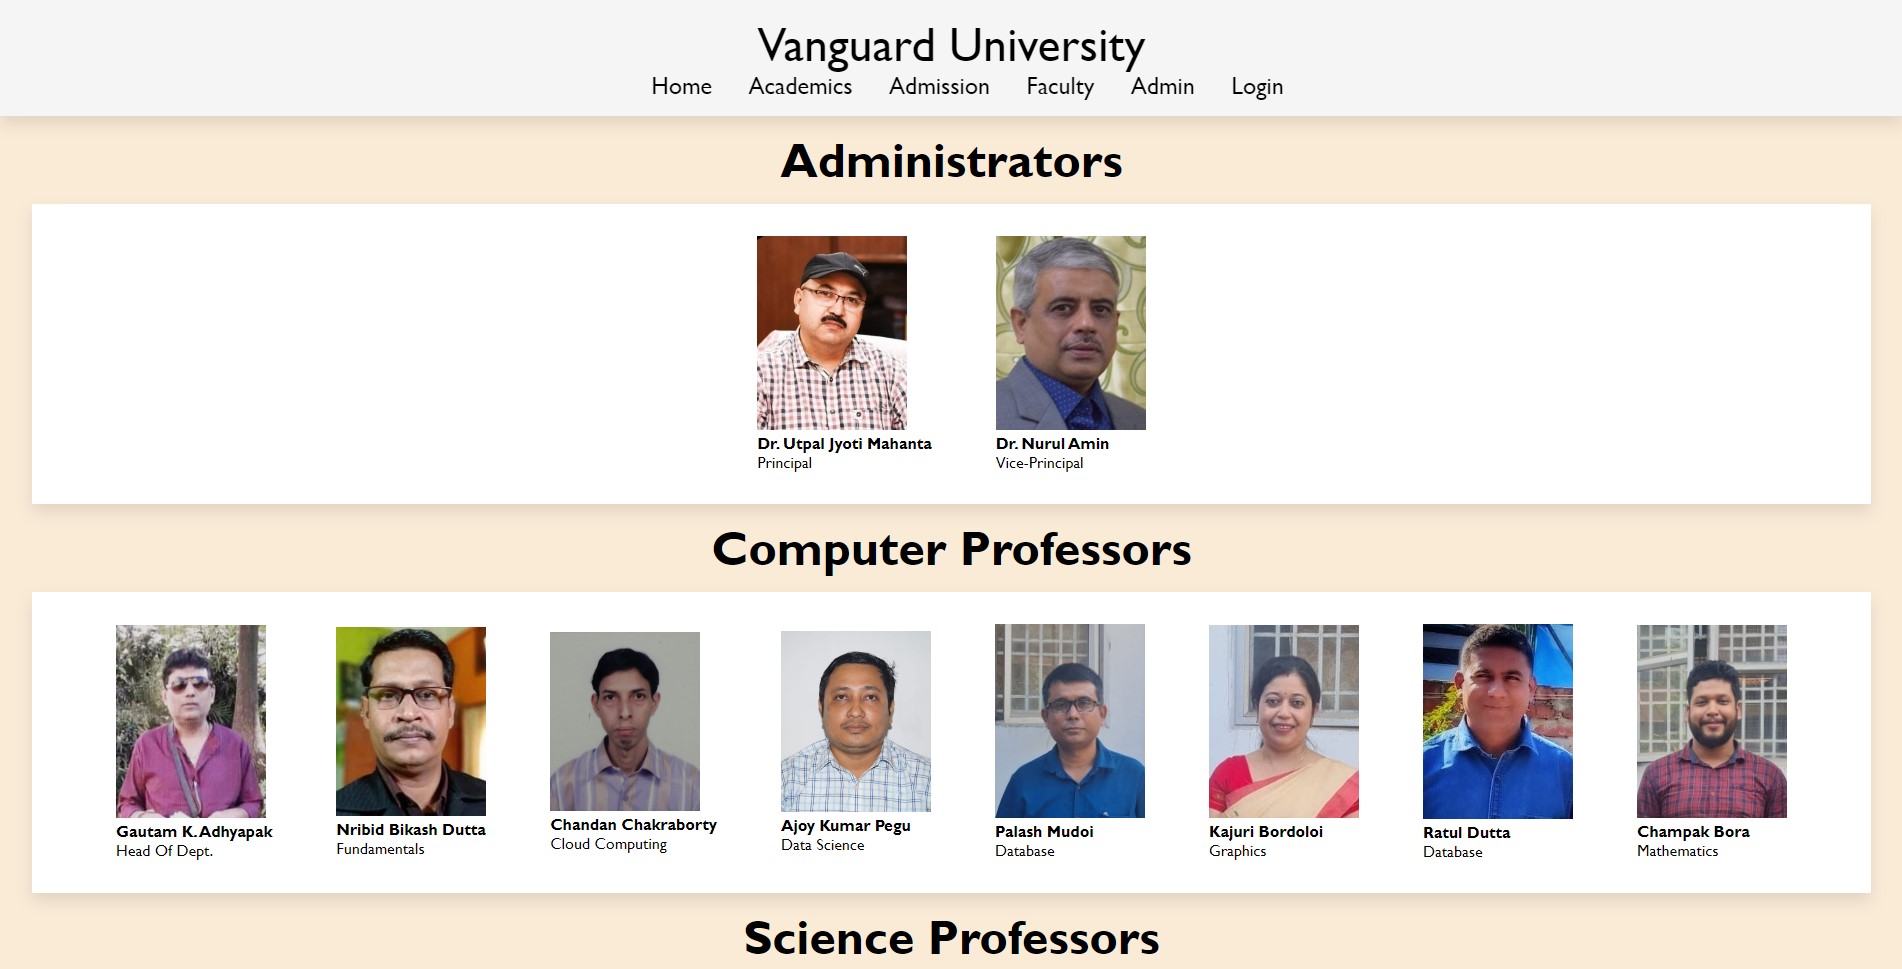 Vanguard University
Home Academics Admission Faculty Admin Login
Administrators
Dr. Utpal Jyoti Mahanta
Principal
Dr. Nurul Amin
Vice-Principal
Computer Professors
Gautam K. Adhyapak
Head Of Dept.
Nribid Bikash Dutta
Fundamentals
Chandan Chakraborty
Cloud Computing
Ajoy Kumar Pegu
Data Science
Palash Mudoi
Database
Kajuri Bordoloi
Graphics
Ratul Dutta
Database
Champak Bora
Mathematics
Science Professors